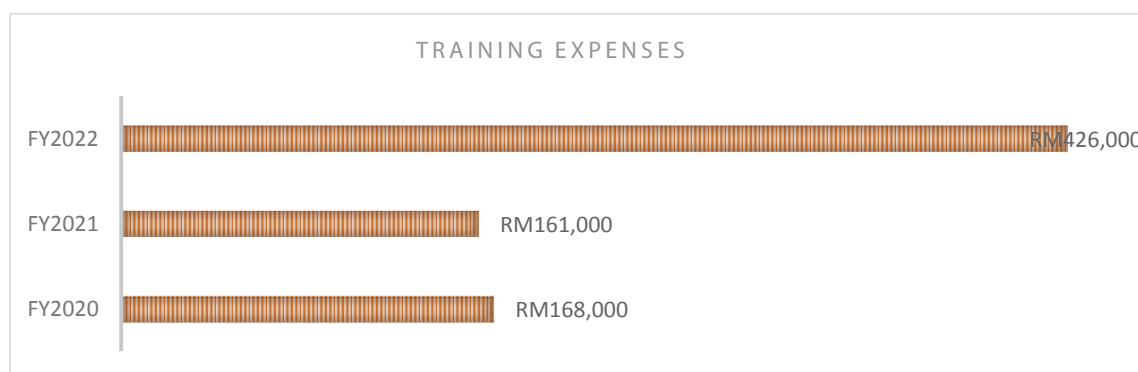 TRAINING EXPENSES
FY2022 RM426,000
FY2021 RM161,000
FY2020 RM168,000